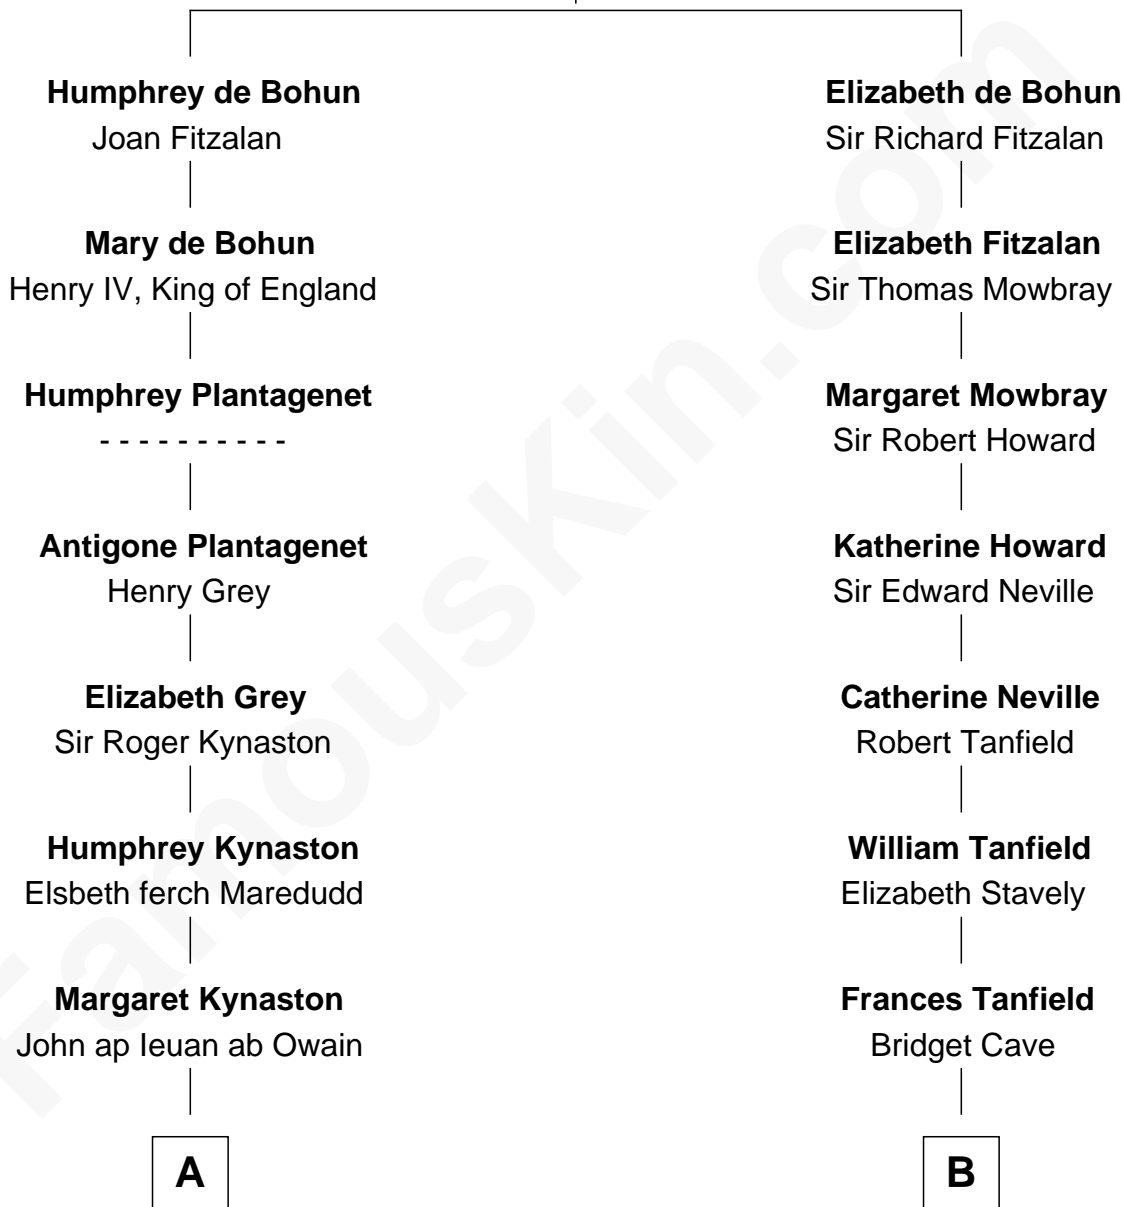 Humphrey de Bohun
Joan Fitzalan
Mary de Bohun
Henry IV, King of England
Humphrey Plantagenet
- - - - - - - - - -
Antigone Plantagenet
Henry Grey
Elizabeth Grey
Sir Roger Kynaston
Humphrey Kynaston
Elsbeth ferch Maredudd
Margaret Kynaston
John ap Ieuan ab Owain
A
Elizabeth de Bohun
Sir Richard Fitzalan
Elizabeth Fitzalan
Sir Thomas Mowbray
Margaret Mowbray
Sir Robert Howard
Katherine Howard
Sir Edward Neville
Catherine Neville
Robert Tanfield
William Tanfield
Elizabeth Stavely
Frances Tanfield
Bridget Cave
B
FamousKin.com